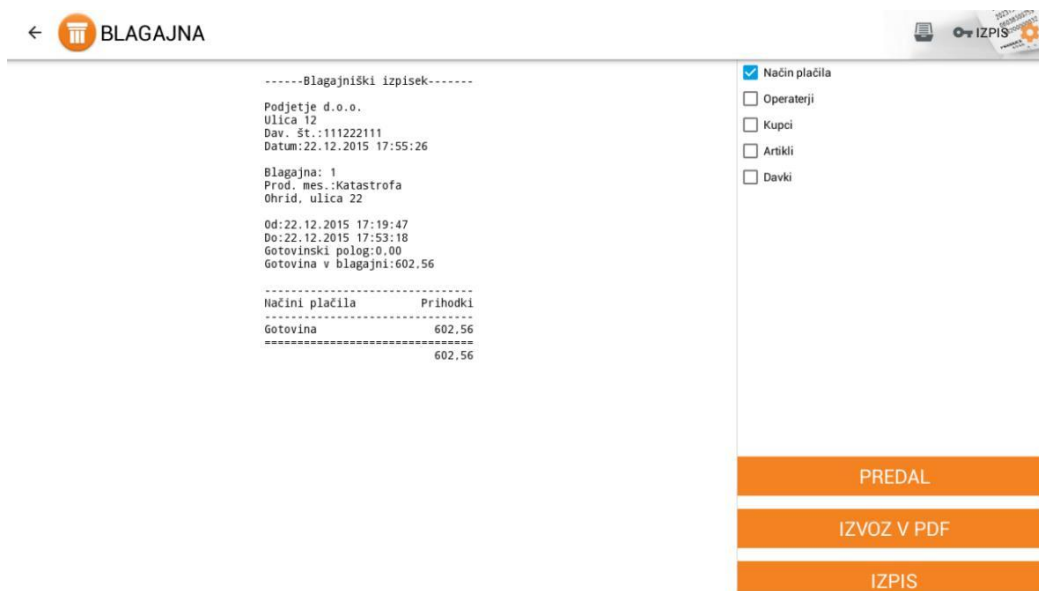 BLAGAJNA
IZPIS
------Blagajniški izpisek-------
Podjetje d.o.o.
Ulica 12
Dav. št.:111222111
Datum:22.12.2015 17:55:26
Blagajna: 1
Prod. mes.:Katastrofa
Ohrid, ulica 22
Od:22.12.2015 17:19:47
Do:22.12.2015 17:53:18
Gotovinski polog:0,00
Gotovina v blagajni:602,56
--------------------------------
Načini plačila Prihodki
--------------------------------
Gotovina 602,56
================================
602,56
Način plačila
Operaterji
Kupci
Artikli
Davki
PREDAL
IZVOZ V PDF
IZPIS